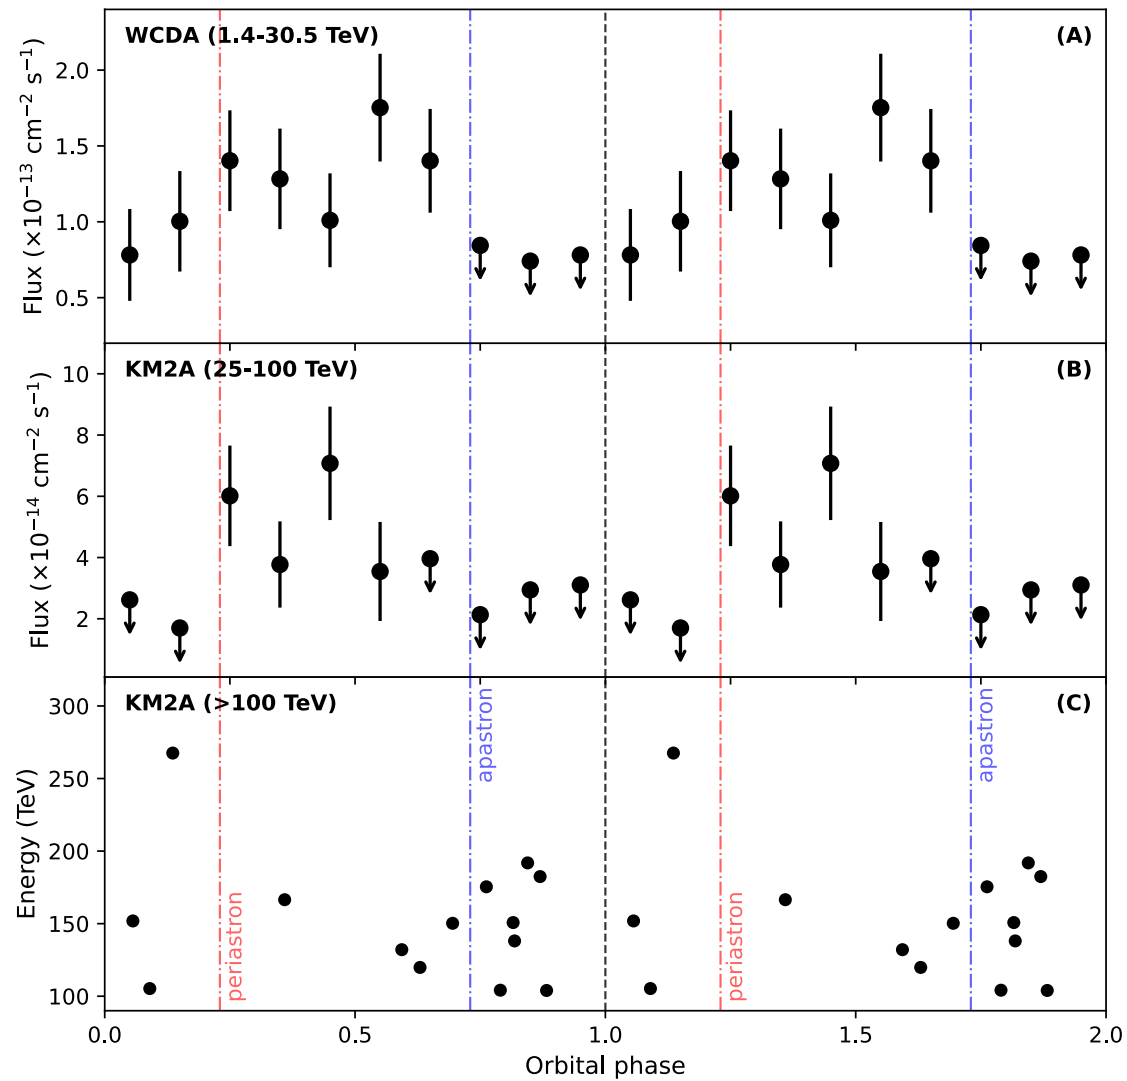 WCDA (1.4-30.5 TeV)
(A)
2.0
1.5
1.0
0.5
Flux (×10⁻¹³ cm⁻² s⁻¹)
KM2A (25-100 TeV)
(B)
10
8
6
4
2
Flux (×10⁻¹⁴ cm⁻² s⁻¹)
KM2A (>100 TeV)
(C)
300
250
200
150
100
Energy (TeV)
periastron
apastron
periastron
apastron
0.0
0.5
1.0
1.5
2.0
Orbital phase